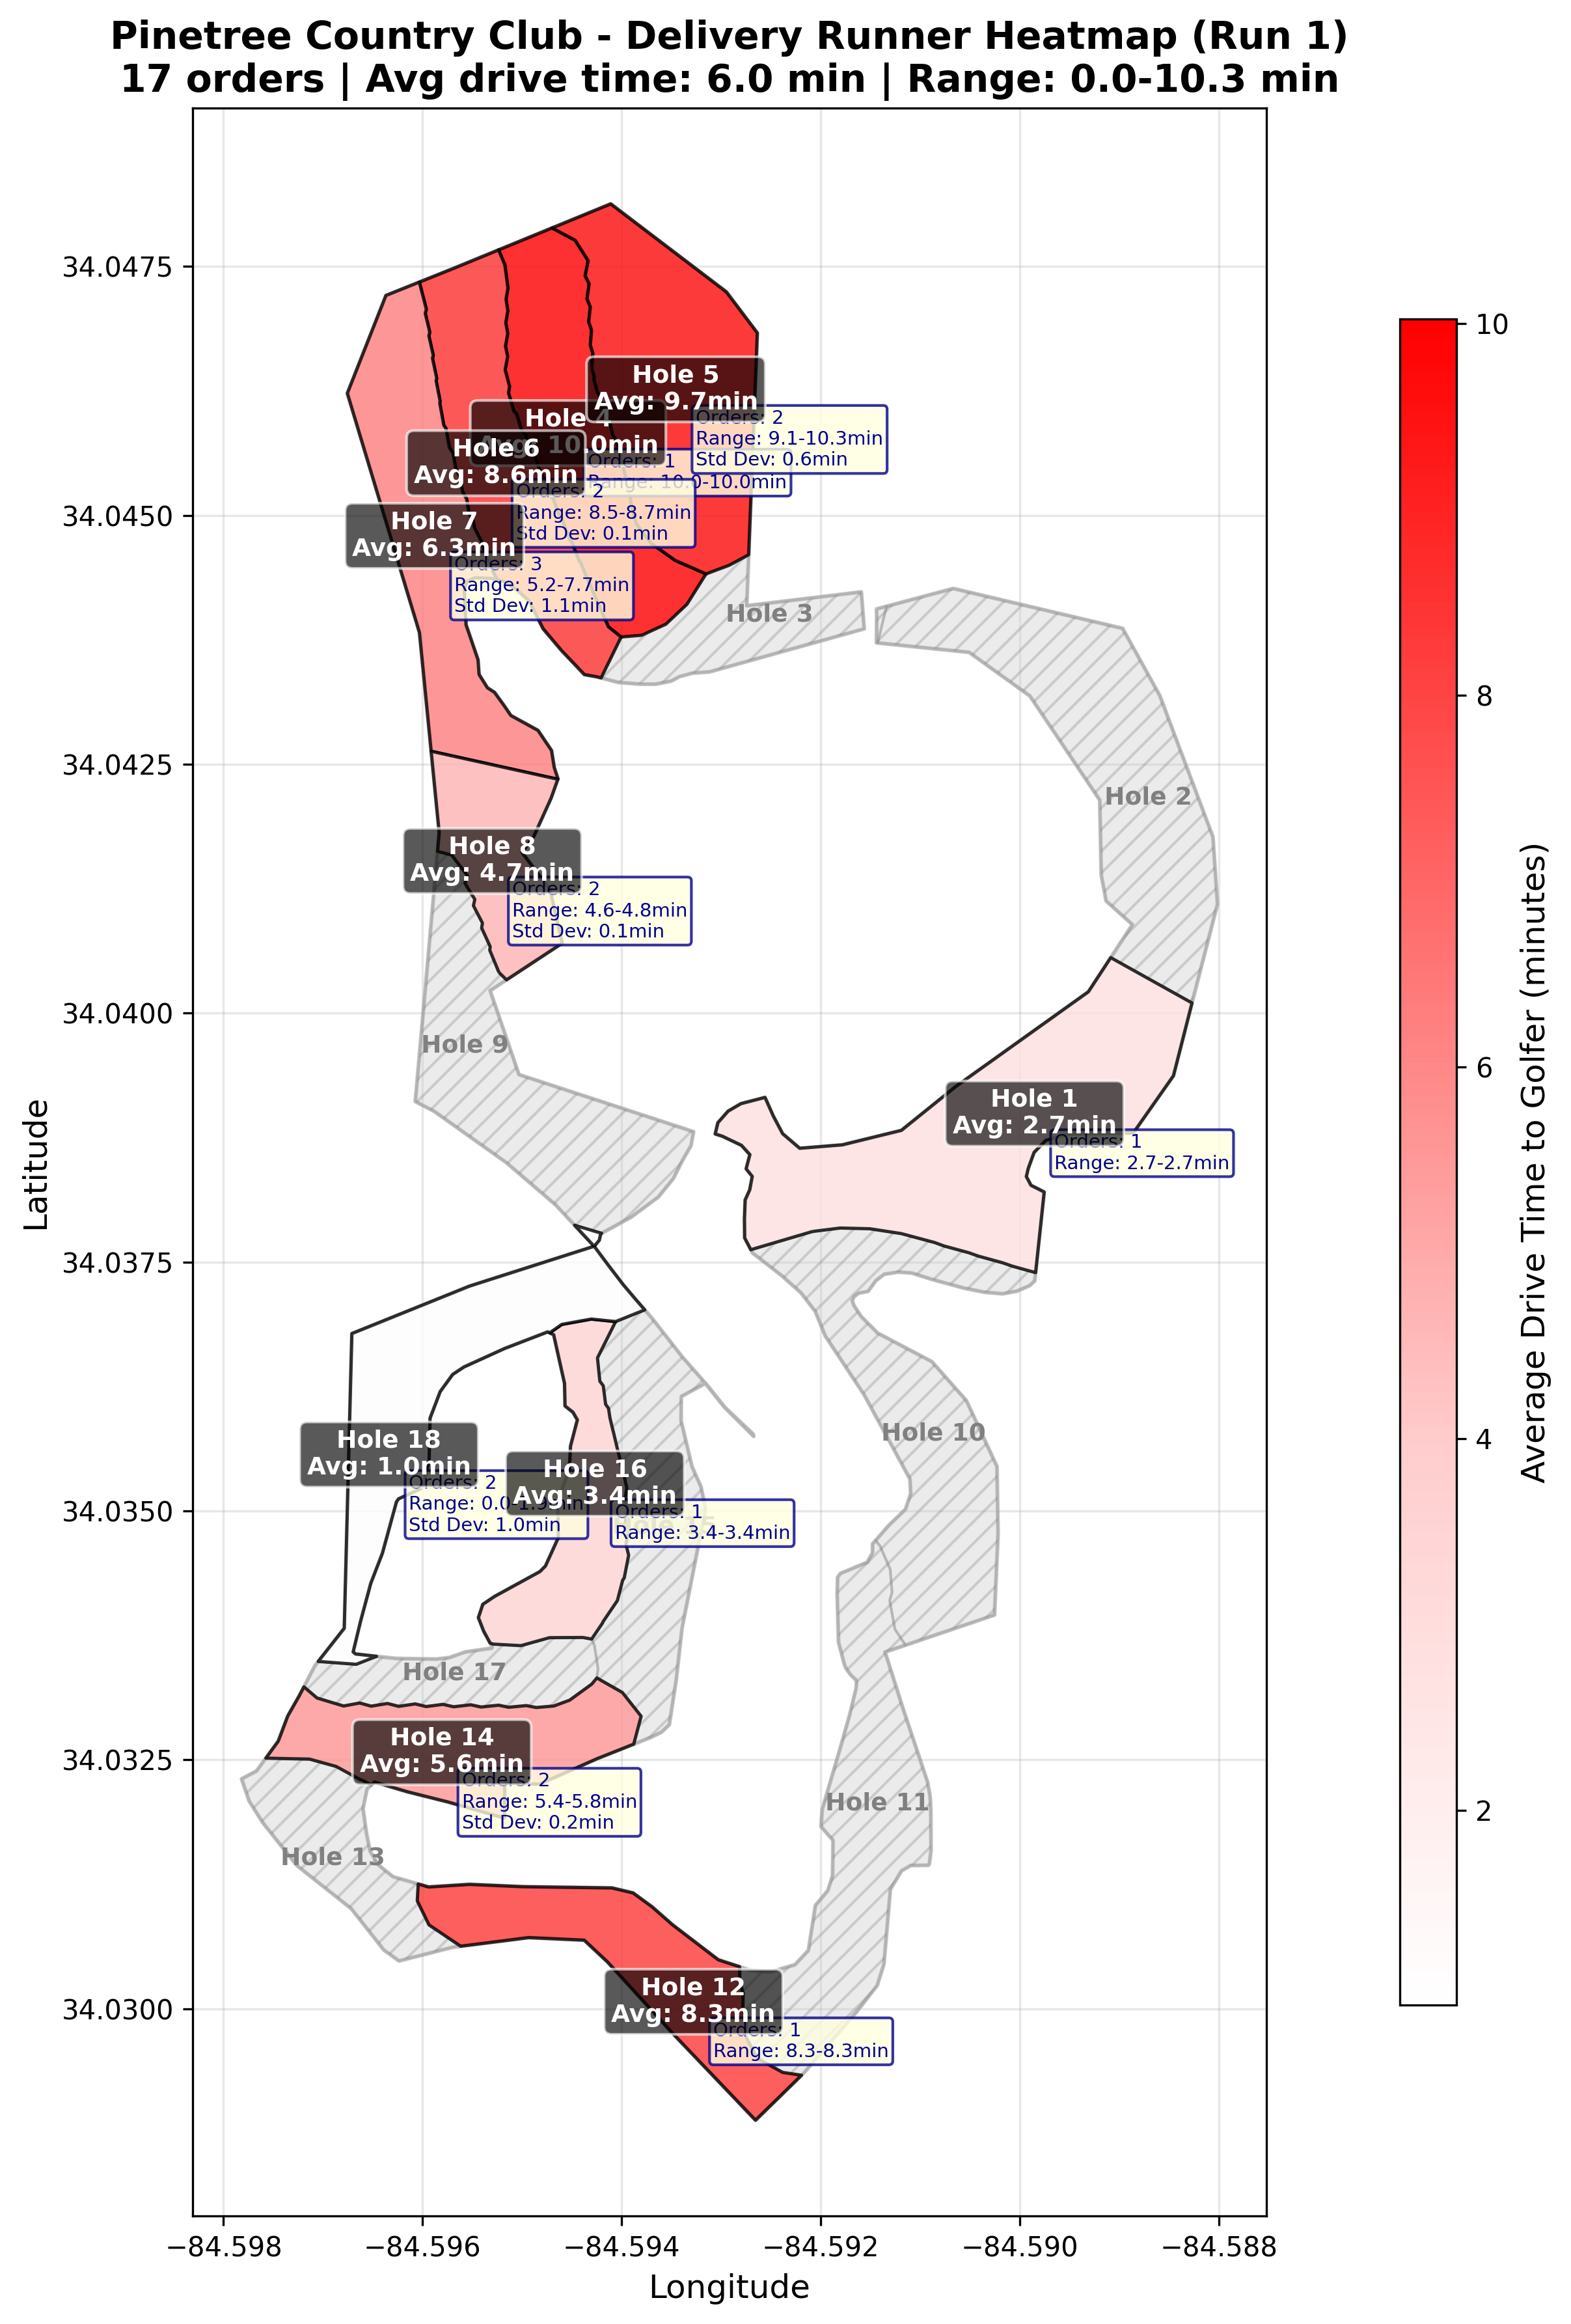 Pinetree Country Club - Delivery Runner Heatmap (Run 1)
17 orders | Avg drive time: 6.0 min | Range: 0.0-10.3 min
34.0475
34.0450
34.0425
34.0400
34.0375
34.0350
34.0325
34.0300
Latitude
−84.598
−84.596
−84.594
−84.592
−84.590
−84.588
Longitude
Hole 5
Avg: 9.7min
Orders: 2
Range: 9.1-10.3min
Std Dev: 0.6min
Hole 4
Avg: 10.0min
Orders: 1
Range: 10.0-10.0min
Hole 6
Avg: 8.6min
Orders: 2
Range: 8.5-8.7min
Std Dev: 0.1min
Hole 7
Avg: 6.3min
Orders: 3
Range: 5.2-7.7min
Std Dev: 1.1min
Hole 3
Hole 2
Hole 8
Avg: 4.7min
Orders: 2
Range: 4.6-4.8min
Std Dev: 0.1min
Hole 9
Hole 1
Avg: 2.7min
Orders: 1
Range: 2.7-2.7min
Hole 10
Hole 18
Avg: 1.0min
Orders: 2
Range: 0.0-1.9min
Std Dev: 1.0min
Hole 16
Avg: 3.4min
Orders: 1
Range: 3.4-3.4min
Hole 17
Hole 14
Avg: 5.6min
Orders: 2
Range: 5.4-5.8min
Std Dev: 0.2min
Hole 11
Hole 13
Hole 12
Avg: 8.3min
Orders: 1
Range: 8.3-8.3min
10
8
6
4
2
Average Drive Time to Golfer (minutes)